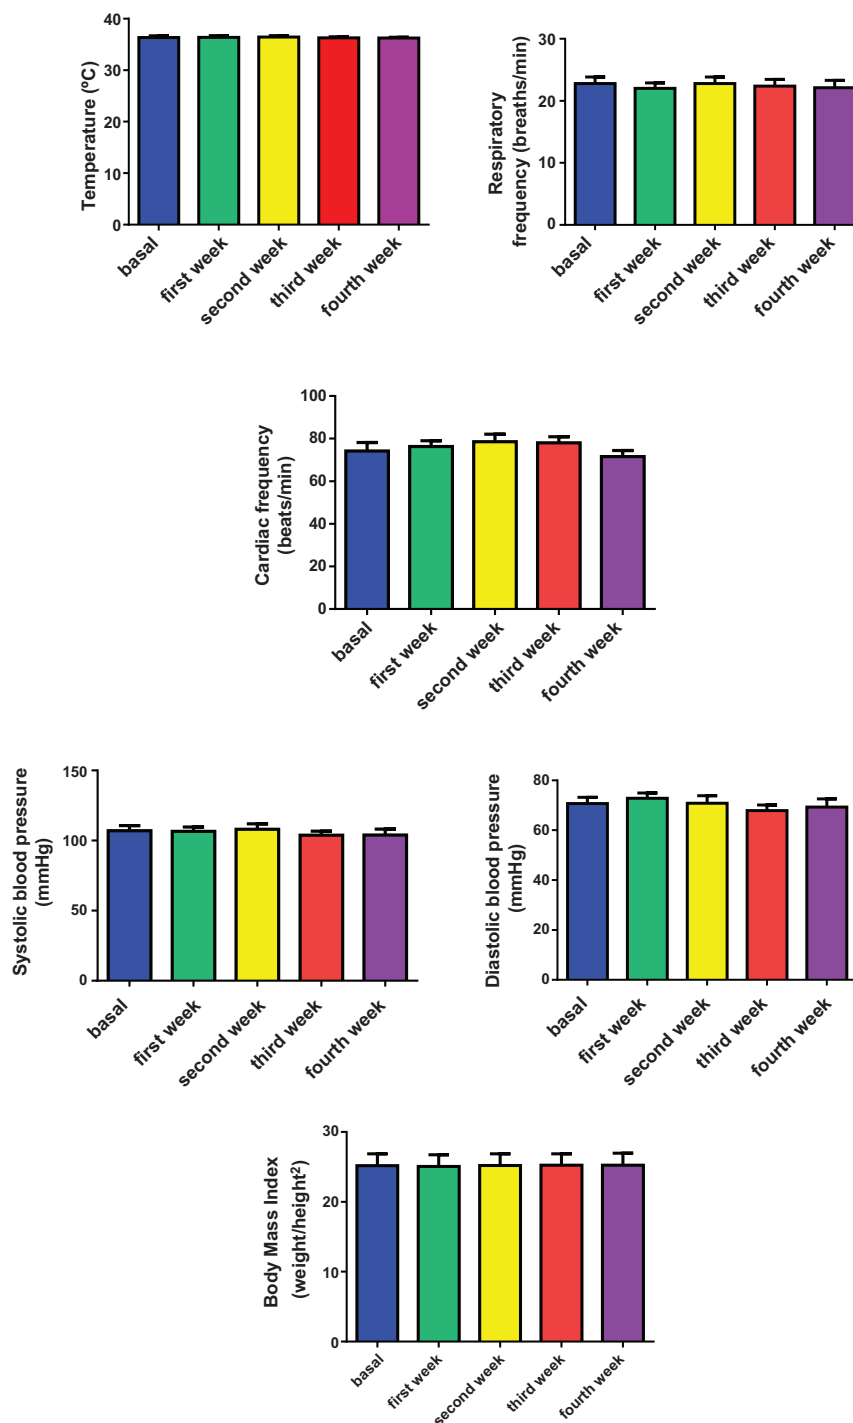 Temperature (ºC)
40
30
20
10
0
basal
first week
second week
third week
fourth week
Respiratory
frequency (breaths/min)
30
20
10
0
basal
first week
second week
third week
fourth week
Cardiac frequency
(beats/min)
100
80
60
40
20
0
basal
first week
second week
third week
fourth week
Systolic blood pressure
(mmHg)
150
100
50
0
basal
first week
second week
third week
fourth week
Diastolic blood pressure
(mmHg)
80
60
40
20
0
basal
first week
second week
third week
fourth week
Body Mass Index
(weight/height²)
30
20
10
0
basal
first week
second week
third week
fourth week